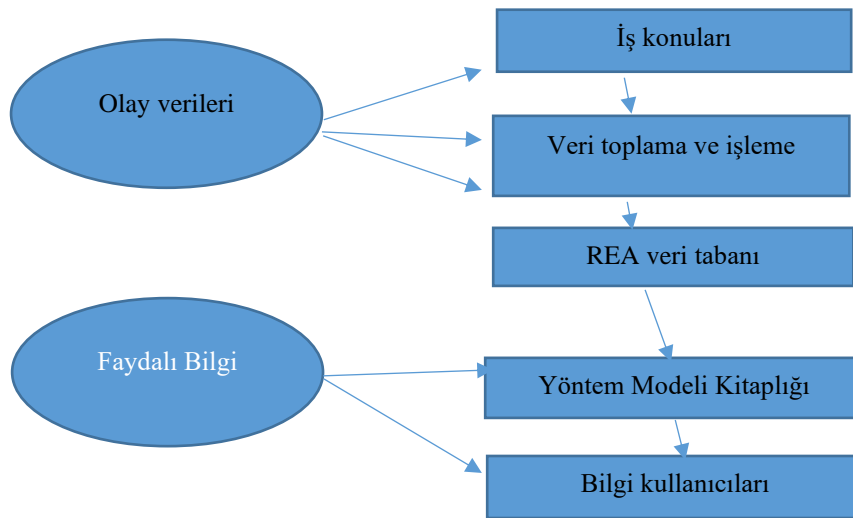 İş konuları
Olay verileri
Veri toplama ve işleme
REA veri tabanı
Faydalı Bilgi
Yöntem Modeli Kitaplığı
Bilgi kullanıcıları